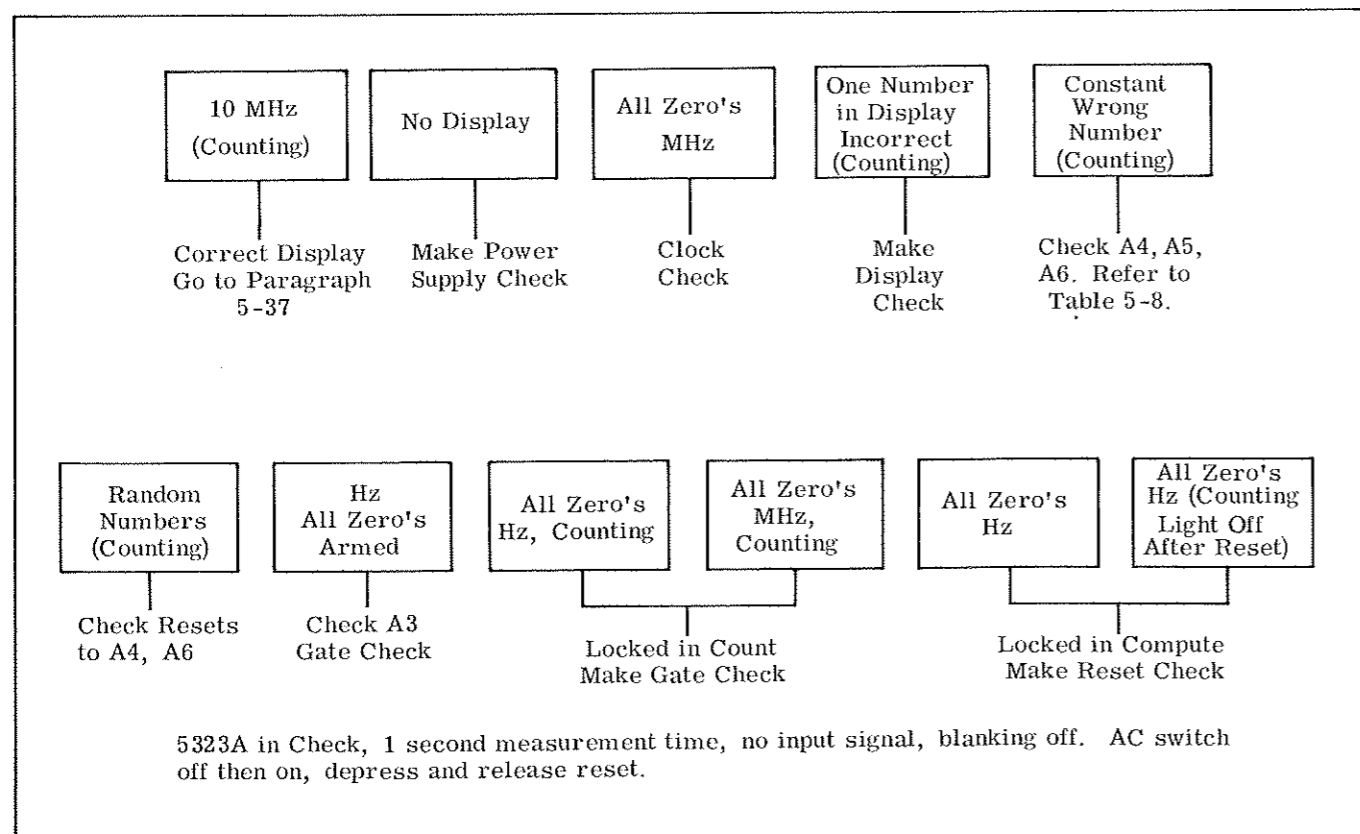 10 MHz
(Counting)
No Display
All Zero's
MHz
One Number
in Display
Incorrect
(Counting)
Constant
Wrong
Number
(Counting)
Correct Display
Go to Paragraph
5-37
Make Power
Supply Check
Clock
Check
Make
Display
Check
Check A4, A5,
A6. Refer to
Table 5-8.
Random
Numbers
(Counting)
Hz
All Zero's
Armed
All Zero's
Hz, Counting
All Zero's
MHz,
Counting
All Zero's
Hz
All Zero's
Hz (Counting
Light Off
After Reset)
Check Resets
to A4, A6
Check A3
Gate Check
Locked in Count
Make Gate Check
Locked in Compute
Make Reset Check
5323A in Check, 1 second measurement time, no input signal, blanking off. AC switch
off then on, depress and release reset.